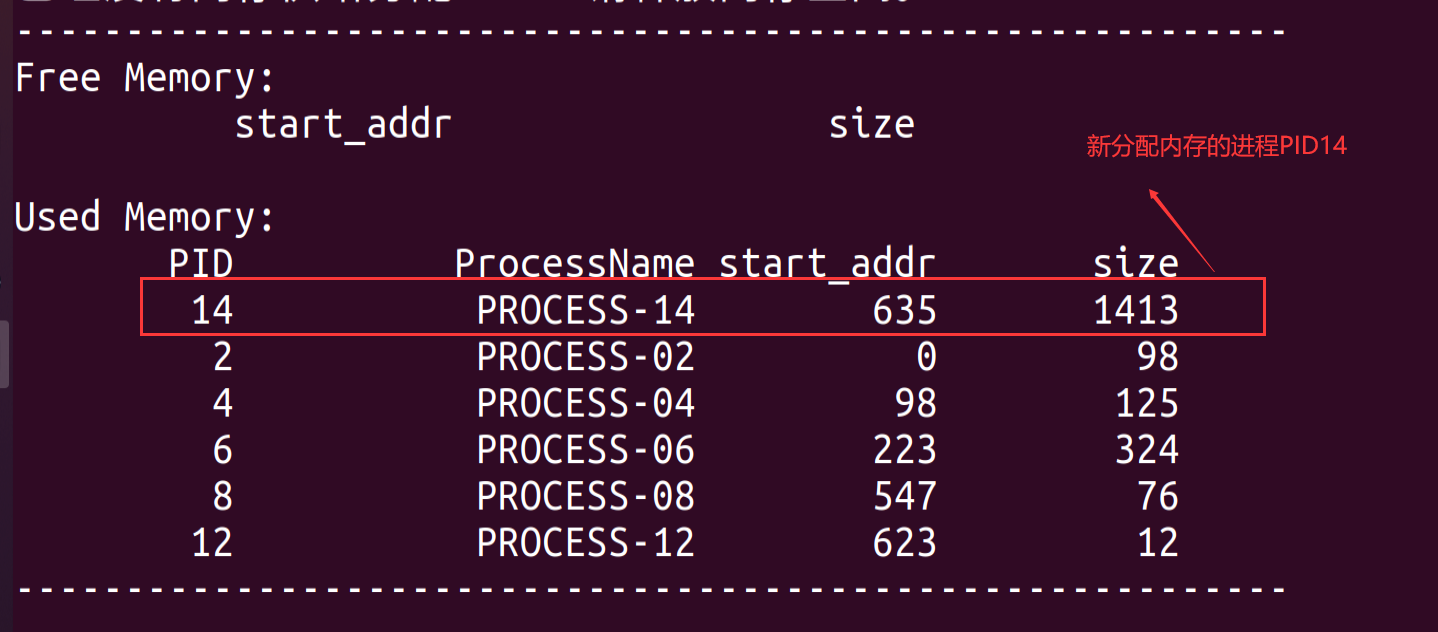 ------------------------------------------------------------
Free Memory:
start_addr size
新分配内存的进程PID14
Used Memory:
PID ProcessName start_addr size
14 PROCESS-14 635 1413
2 PROCESS-02 0 98
4 PROCESS-04 98 125
6 PROCESS-06 223 324
8 PROCESS-08 547 76
12 PROCESS-12 623 12
------------------------------------------------------------